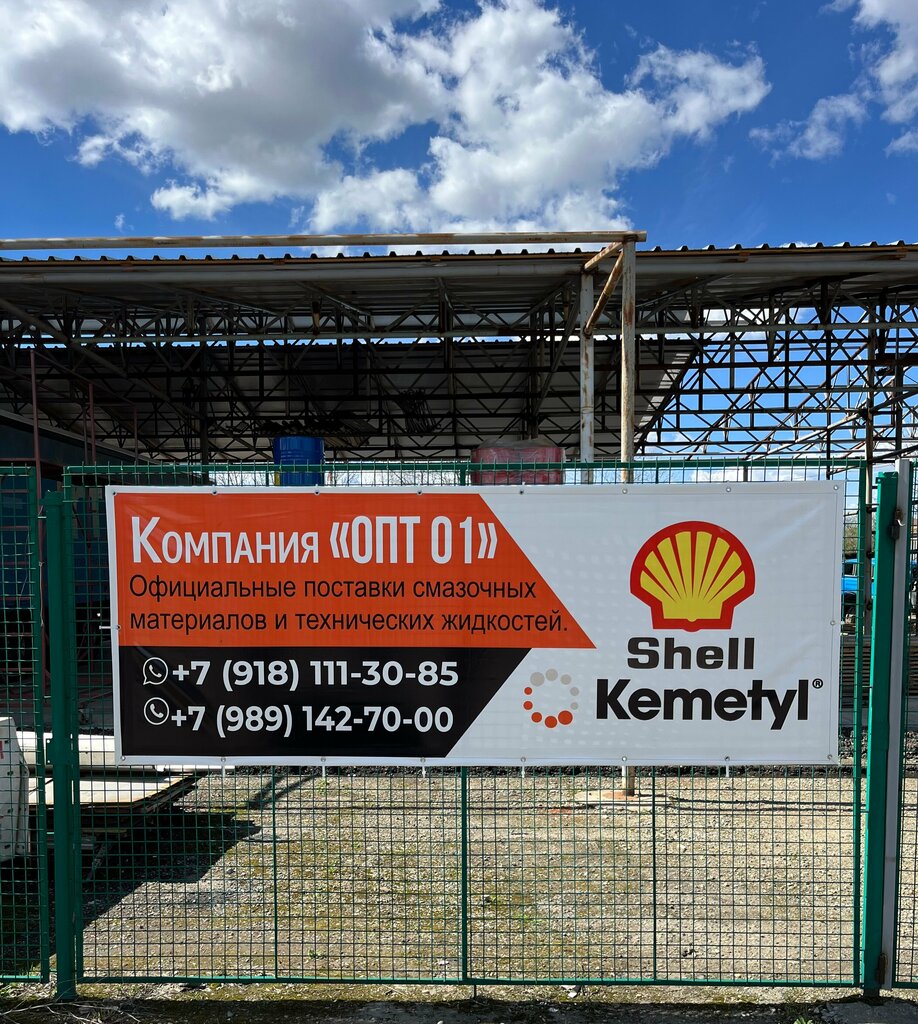 Компания «ОПТ 01»
Официальные поставки смазочных
материалов и технических жидкостей.
+7 (918) 111-30-85
+7 (989) 142-70-00
Shell
Kemetyl®